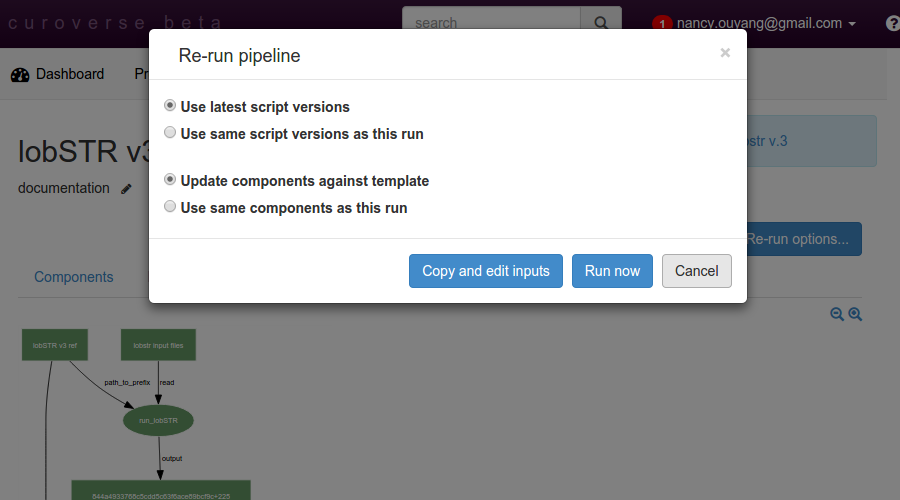 curoverse beta
search
1 nancy.ouyang@gmail.com
?
Re-run pipeline
×
Dashboard
Pr
Use latest script versions
Use same script versions as this run
lobSTR v3
str v.3
Update components against template
documentation
Use same components as this run
Re-run options...
Copy and edit inputs
Run now
Cancel
Components
lobSTR v3 ref
lobstr input files
path_to_prefix
read
run_lobSTR
output